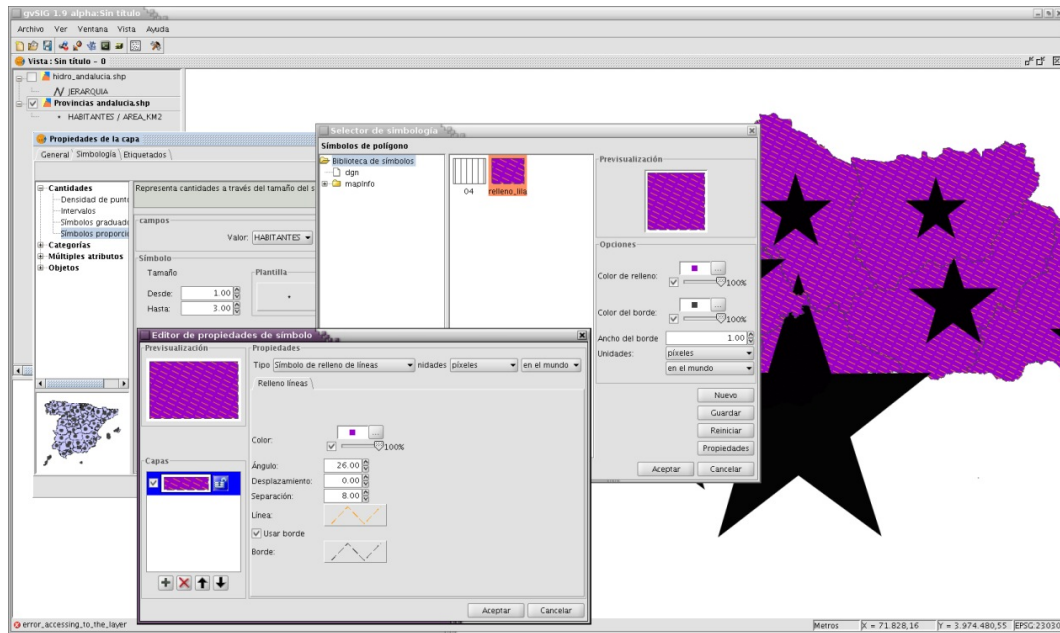 gvSIG 1.9 alpha:Sin título
Archivo Ver Ventana Vista Ayuda
Vista : Sin título - 0
hidro_andalucia.shp
JERARQUIA
Provincias andalucia.shp
HABITANTES / AREA_KM2
Propiedades de la capa
General Simbología Etiquetados
Cantidades
Densidad de punt
Intervalos
Símbolos graduad
Símbolos proporci
Categorías
Múltiples atributos
Objetos
Representa cantidades a través del tamaño del s
campos
Valor: HABITANTES
Símbolo
Tamaño
Plantilla
Desde: 1.00
Hasta: 3.00
Selector de simbología
Símbolos de polígono
Biblioteca de símbolos
dgn
mapInfo
04
relleno_lila
Previsualización
Opciones
Color de relleno:
...
100%
Color del borde:
...
100%
Ancho del borde 1.00
Unidades: píxeles
en el mundo
Nuevo
Guardar
Reiniciar
Propiedades
Aceptar Cancelar
Editor de propiedades de símbolo
Previsualización
Propiedades
Tipo Símbolo de relleno de líneas nidades píxeles en el mundo
Relleno líneas
Color:
...
100%
Capas
Ángulo: 26.00
Desplazamiento: 0.00
Separación: 8.00
Línea:
Usar borde
Borde:
Aceptar Cancelar
error_accessing_to_the_layer
Metros X = 71.828,16 Y = 3.974.480,55 EPSG:23030